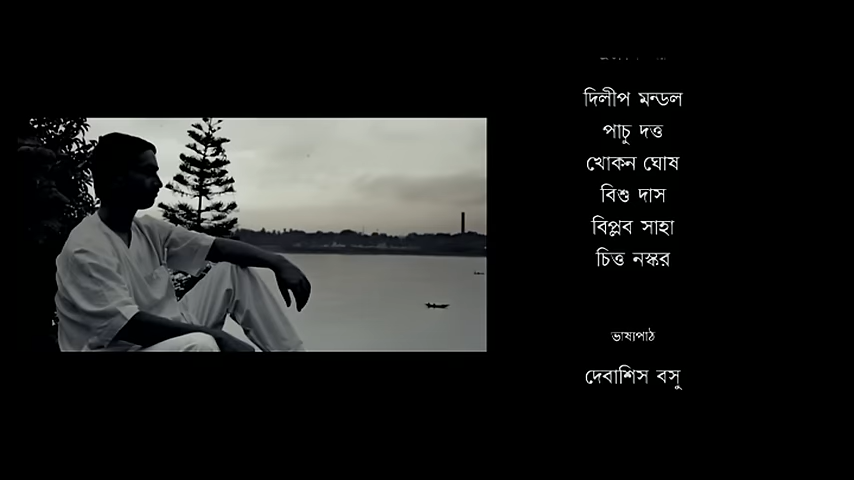 দিলীপ মন্ডল
পাচু দত্ত
খোকন ঘোষ
বিশু দাস
বিপ্লব সাহা
চিত্ত নস্কর
ভাষ্যপাঠ
দেবাশিস বসু